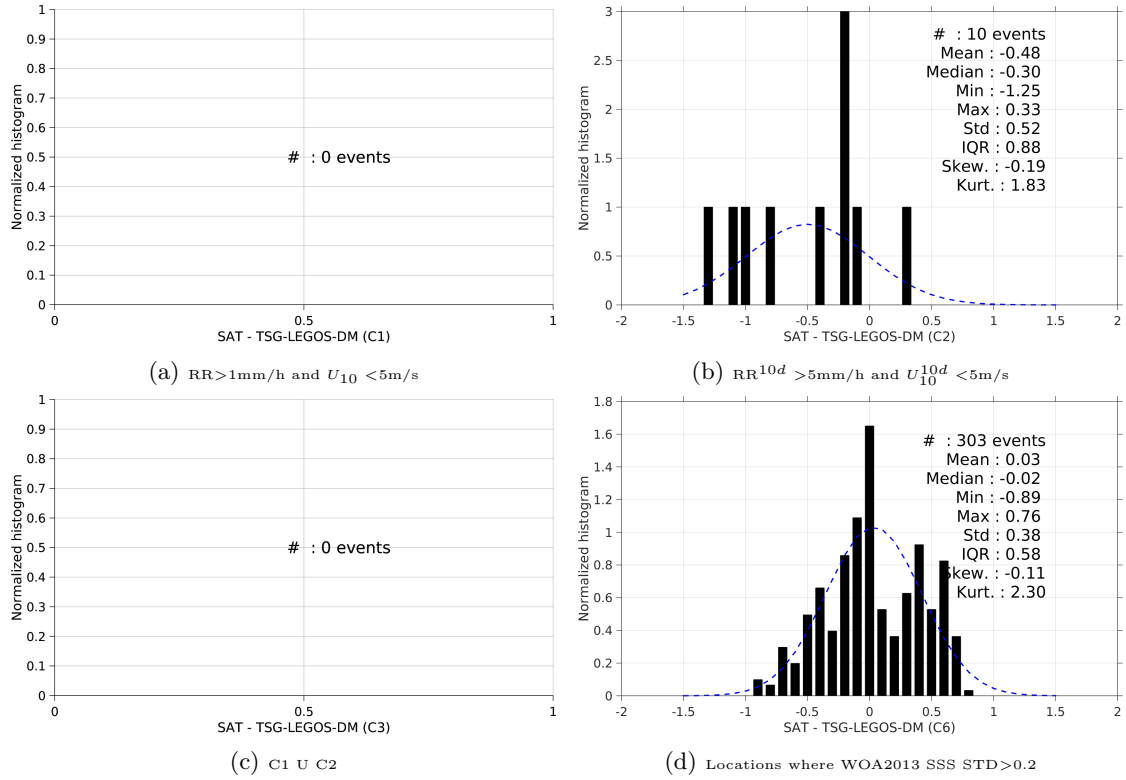 1
0.9
0.8
0.7
0.6
0.5
0.4
0.3
0.2
0.1
0
Normalized histogram
# : 0 events
0 0.5 1
SAT - TSG-LEGOS-DM (C1)
(a) RR>1mm/h and U10 <5m/s
3
2.5
2
1.5
1
0.5
0
Normalized histogram
# : 10 events
Mean : -0.48
Median : -0.30
Min : -1.25
Max : 0.33
Std : 0.52
IQR : 0.88
Skew. : -0.19
Kurt. : 1.83
-2 -1.5 -1 -0.5 0 0.5 1 1.5 2
SAT - TSG-LEGOS-DM (C2)
(b) RR10d >5mm/h and U10d10 <5m/s
1
0.9
0.8
0.7
0.6
0.5
0.4
0.3
0.2
0.1
0
Normalized histogram
# : 0 events
0 0.5 1
SAT - TSG-LEGOS-DM (C3)
(c) C1 U C2
1.8
1.6
1.4
1.2
1
0.8
0.6
0.4
0.2
0
Normalized histogram
# : 303 events
Mean : 0.03
Median : -0.02
Min : -0.89
Max : 0.76
Std : 0.38
IQR : 0.58
Skew. : -0.11
Kurt. : 2.30
-2 -1.5 -1 -0.5 0 0.5 1 1.5 2
SAT - TSG-LEGOS-DM (C6)
(d) Locations where WOA2013 SSS STD>0.2